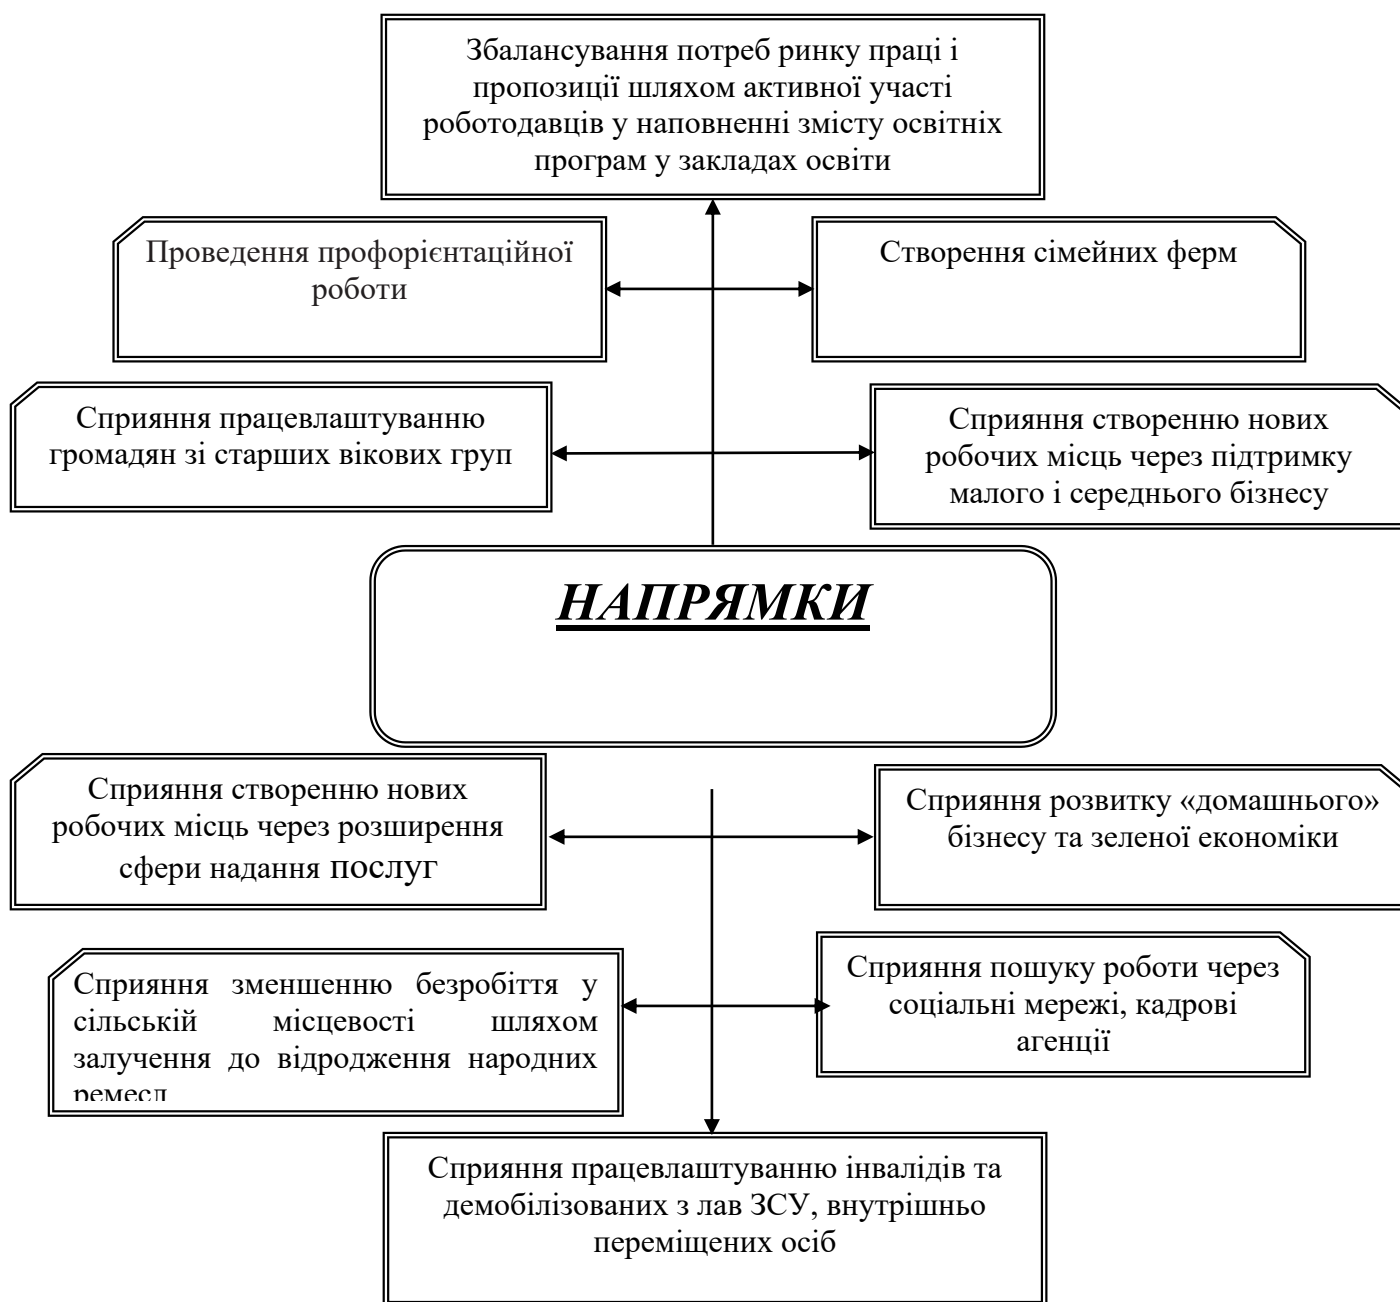 Збалансування потреб ринку праці і
пропозиції шляхом активної участі
роботодавців у наповненні змісту освітніх
програм у закладах освіти
Проведення профорієнтаційної
роботи
Створення сімейних ферм
Сприяння працевлаштуванню
громадян зі старших вікових груп
Сприяння створенню нових
робочих місць через підтримку
малого і середнього бізнесу
НАПРЯМКИ
Сприяння створенню нових
робочих місць через розширення
сфери надання послуг
Сприяння розвитку «домашнього»
бізнесу та зеленої економіки
Сприяння зменшенню безробіття у
сільській місцевості шляхом
залучення до відродження народних
ремесл
Сприяння пошуку роботи через
соціальні мережі, кадрові
агенції
Сприяння працевлаштуванню інвалідів та
демобілізованих з лав ЗСУ, внутрішньо
переміщених осіб